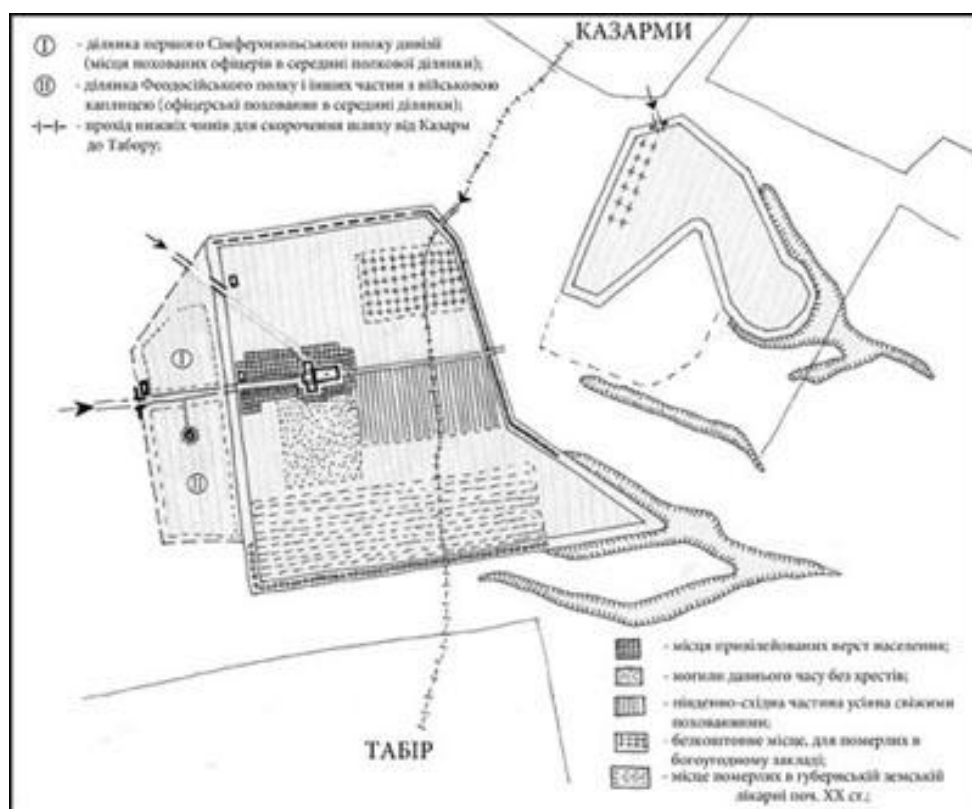 КАЗАРМИ
I - ділянка першого Сімферопольського полку дивізії
(місця похованих офіцерів в середині полкової ділянки);
II - ділянка Феодосійського полку і інших частин з військовою
каплицею (офіцерські поховання в середині ділянки);
- прохід нижніх чинів для скорочення шляху від Казарм
до Табору;
I
II
ТАБІР
- місця привілейованих верст населення;
- могили давнього часу без хрестів;
- південно-східна частина усіяна свіжими
похованнями;
- безкоштовне місце, для померлих в
богоугодному закладі;
- місце померлих в губернській земській
лікарні поч. ХХ ст.;